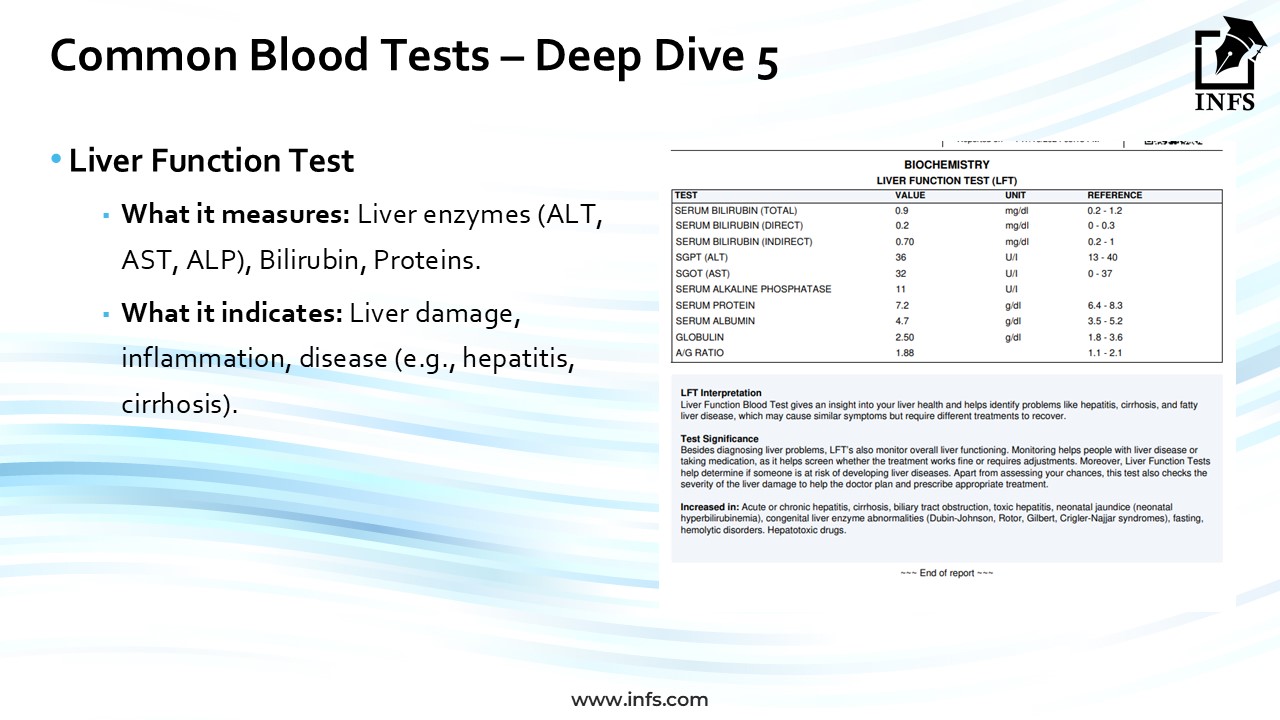 Common Blood Tests – Deep Dive 5
INFS
• Liver Function Test
▪ What it measures: Liver enzymes (ALT,
AST, ALP), Bilirubin, Proteins.
▪ What it indicates: Liver damage,
inflammation, disease (e.g., hepatitis,
cirrhosis).
BIOCHEMISTRY
LIVER FUNCTION TEST (LFT)
TEST VALUE UNIT REFERENCE
SERUM BILIRUBIN (TOTAL) 0.9 mg/dl 0.2 - 1.2
SERUM BILIRUBIN (DIRECT) 0.2 mg/dl 0 - 0.3
SERUM BILIRUBIN (INDIRECT) 0.70 mg/dl 0.2 - 1
SGPT (ALT) 36 U/l 13 - 40
SGOT (AST) 32 U/l 0 - 37
SERUM ALKALINE PHOSPHATASE 11 U/l
SERUM PROTEIN 7.2 g/dl 6.4 - 8.3
SERUM ALBUMIN 4.7 g/dl 3.5 - 5.2
GLOBULIN 2.50 g/dl 1.8 - 3.6
A/G RATIO 1.88 1.1 - 2.1
LFT Interpretation
Liver Function Blood Test gives an insight into your liver health and helps identify problems like hepatitis, cirrhosis, and fatty
liver disease, which may cause similar symptoms but require different treatments to recover.
Test Significance
Besides diagnosing liver problems, LFT's also monitor overall liver functioning. Monitoring helps people with liver disease or
taking medication, as it helps screen whether the treatment works fine or requires adjustments. Moreover, Liver Function Tests
help determine if someone is at risk of developing liver diseases. Apart from assessing your chances, this test also checks the
severity of the liver damage to help the doctor plan and prescribe appropriate treatment.
Increased in: Acute or chronic hepatitis, cirrhosis, biliary tract obstruction, toxic hepatitis, neonatal jaundice (neonatal
hyperbilirubinemia), congenital liver enzyme abnormalities (Dubin-Johnson, Rotor, Gilbert, Crigler-Najjar syndromes), fasting,
hemolytic disorders. Hepatotoxic drugs.
~~~ End of report ~~~
www.infs.com